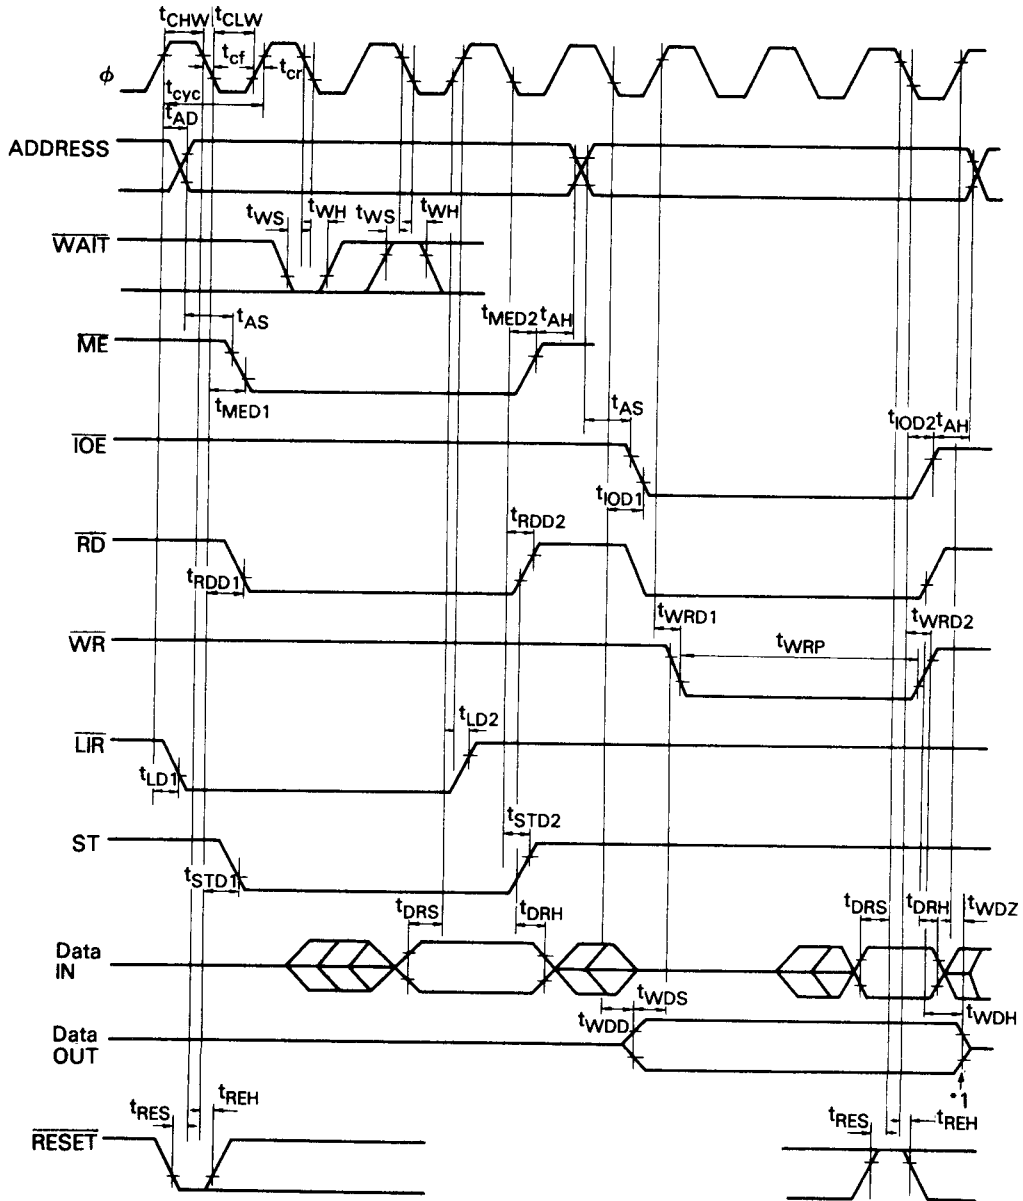 tCHW tCLW
tcf tcr
φ
tcyc
tAD
ADDRESS
tWS tWH tWS tWH
WAIT
tAS tMED2 tAH
ME
tMED1 tAS
IOE tIOD2 tAH
tIOD1
tRDD2
RD
tRDD1
tWRD1 tWRD2
WR tWRP
tLD2
LIR
tLD1
tSTD2
ST
tSTD1
tDRS tDRH tDRS tDRH tWDZ
Data
IN
tWDS tWDH
tWDD
Data
OUT
*1
tRES tREH tRES tREH
RESET